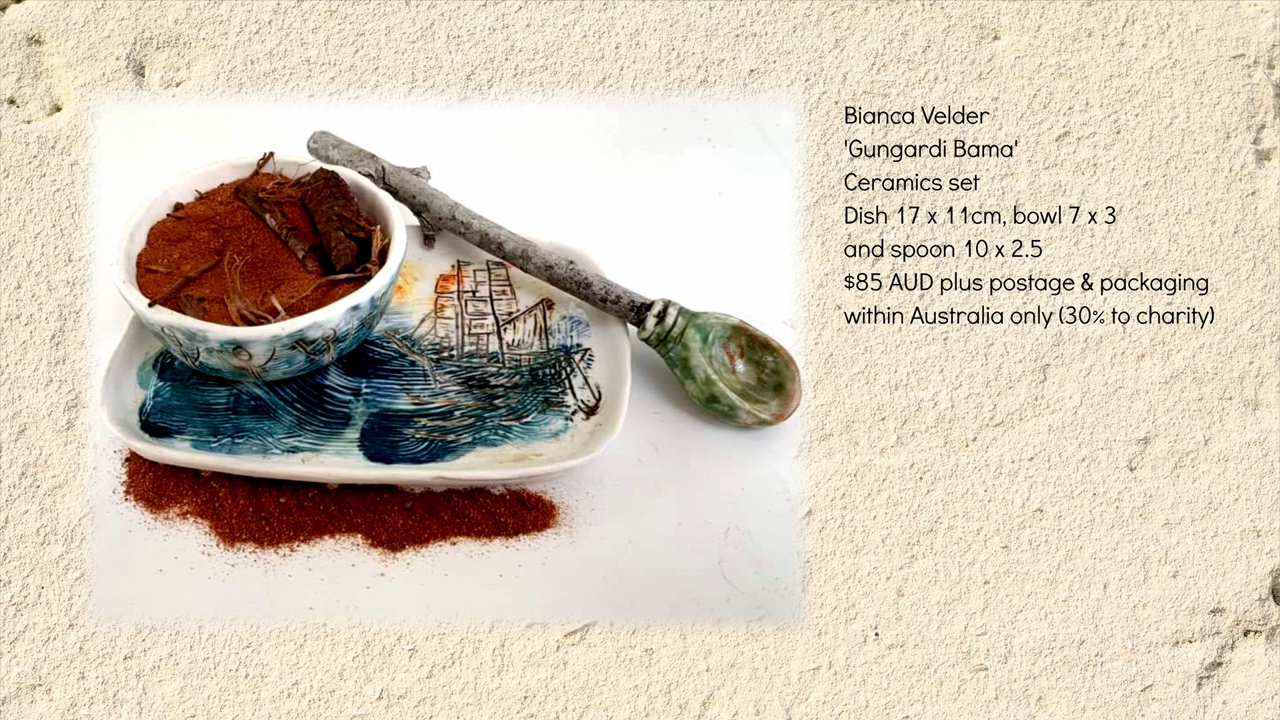 Bianca Velder
'Gungardi Bama'
Ceramics set
Dish 17 x 11cm, bowl 7 x 3
and spoon 10 x 2.5
$85 AUD plus postage & packaging
within Australia only (30% to charity)